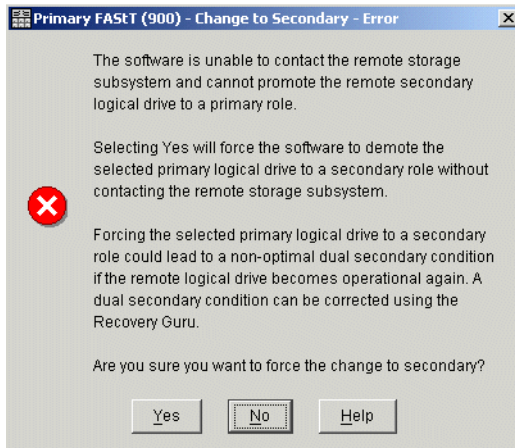 Primary FAStT (900) - Change to Secondary - Error
The software is unable to contact the remote storage
subsystem and cannot promote the remote secondary
logical drive to a primary role.
Selecting Yes will force the software to demote the
selected primary logical drive to a secondary role without
contacting the remote storage subsystem.
Forcing the selected primary logical drive to a secondary
role could lead to a non-optimal dual secondary condition
if the remote logical drive becomes operational again. A
dual secondary condition can be corrected using the
Recovery Guru.
Are you sure you want to force the change to secondary?
Yes No Help